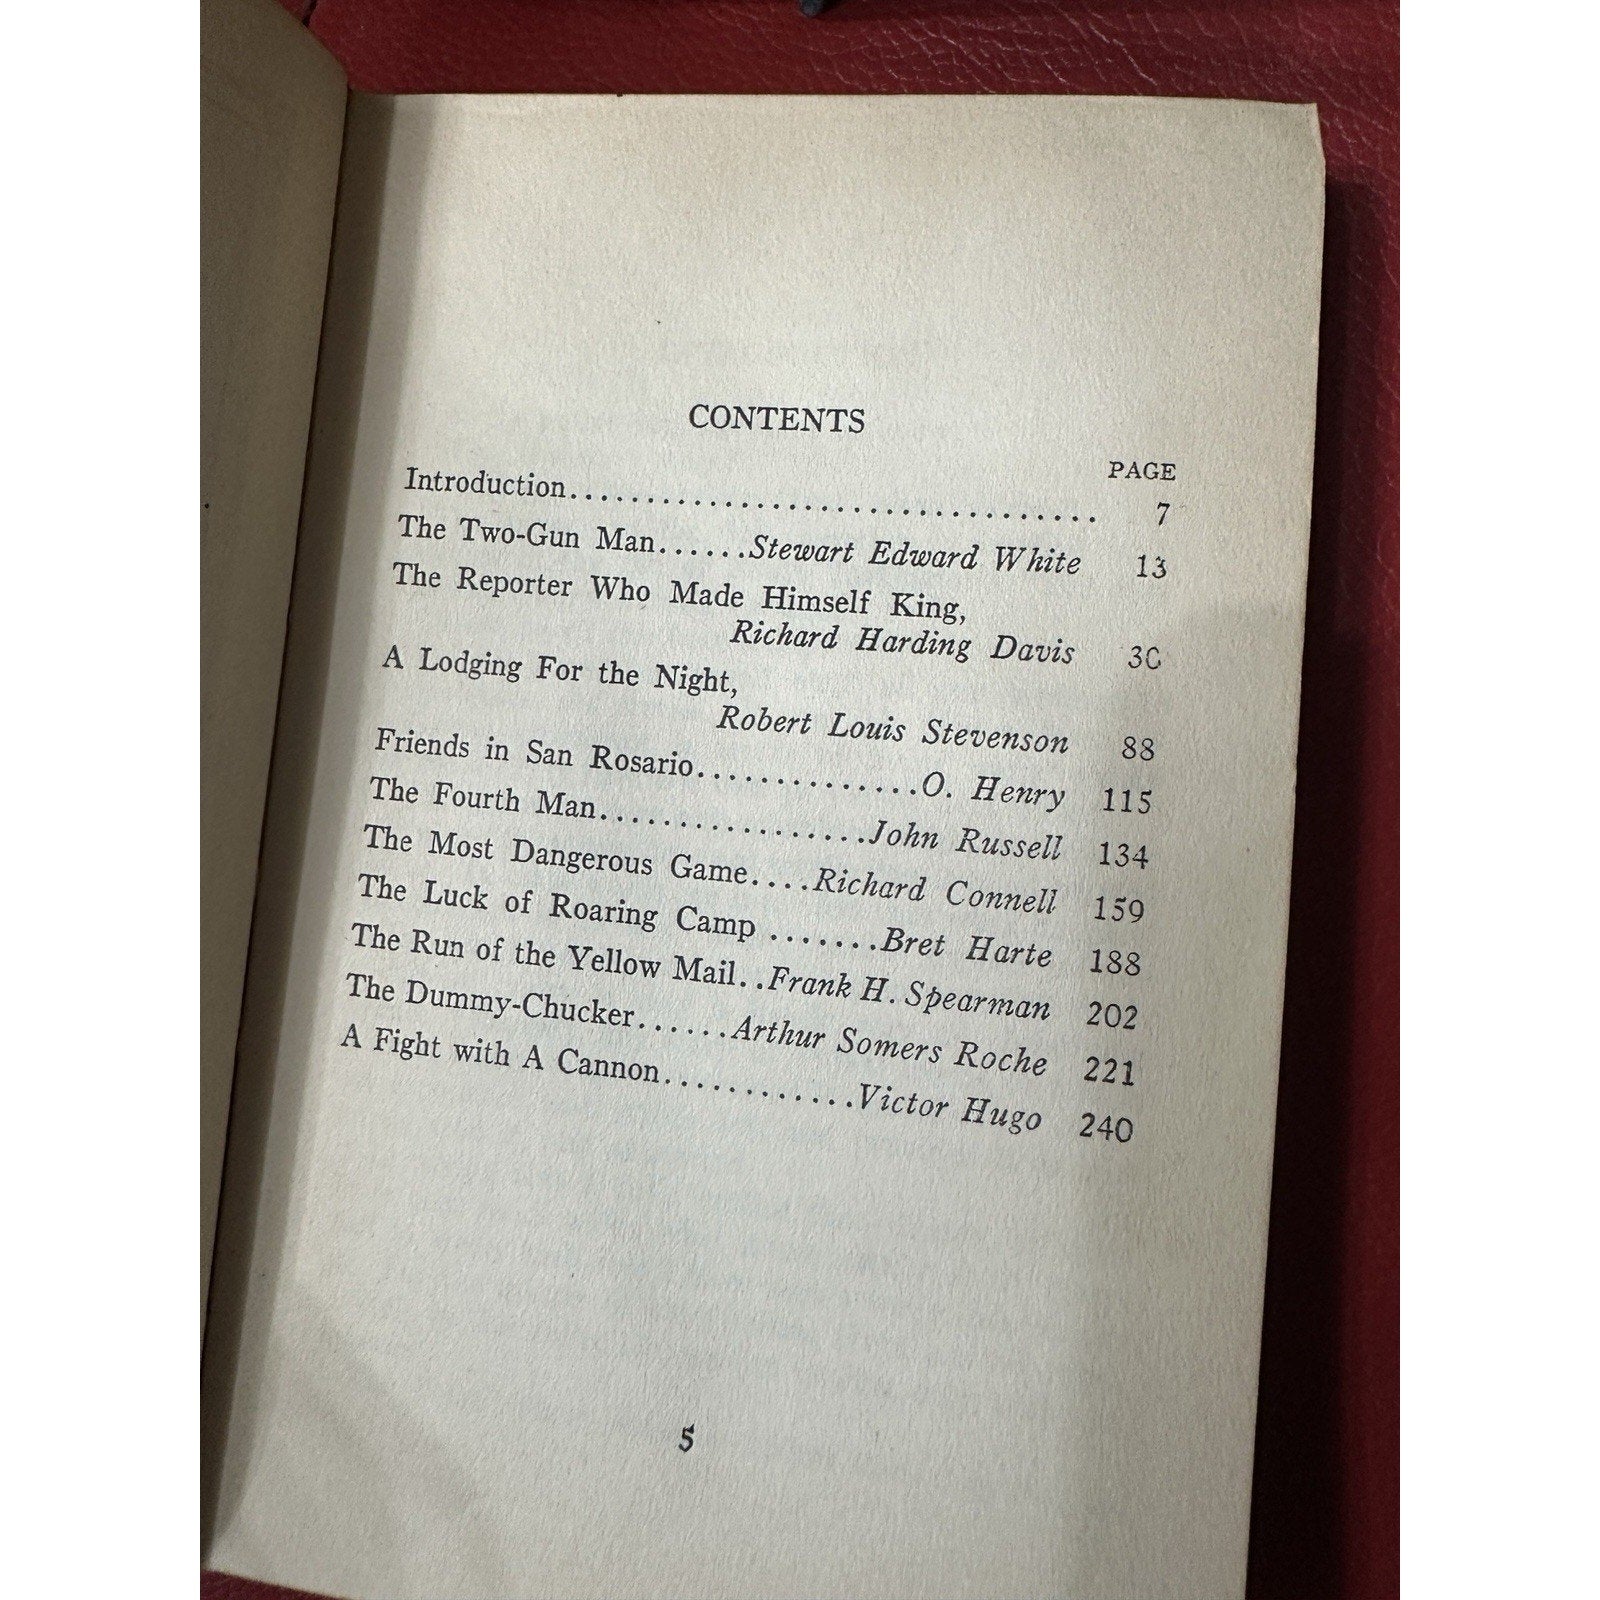 CONTENTS
PAGE
Introduction.................................. 7
The Two-Gun Man......Stewart Edward White 13
The Reporter Who Made Himself King,
Richard Harding Davis 30
A Lodging For the Night,
Robert Louis Stevenson 88
Friends in San Rosario..............O. Henry 115
The Fourth Man.................John Russell 134
The Most Dangerous Game....Richard Connell 159
The Luck of Roaring Camp .......Bret Harte 188
The Run of the Yellow Mail..Frank H. Spearman 202
The Dummy-Chucker......Arthur Somers Roche 221
A Fight with A Cannon............Victor Hugo 240
5